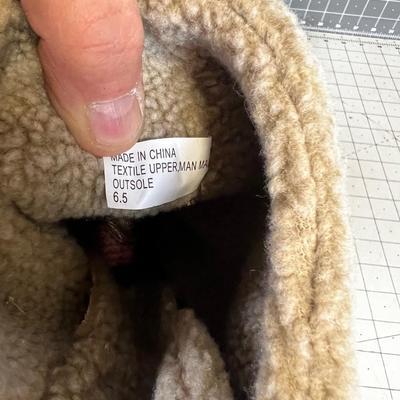 MADE IN CHINA
TEXTILE UPPER,MAN MA
OUTSOLE
6.5